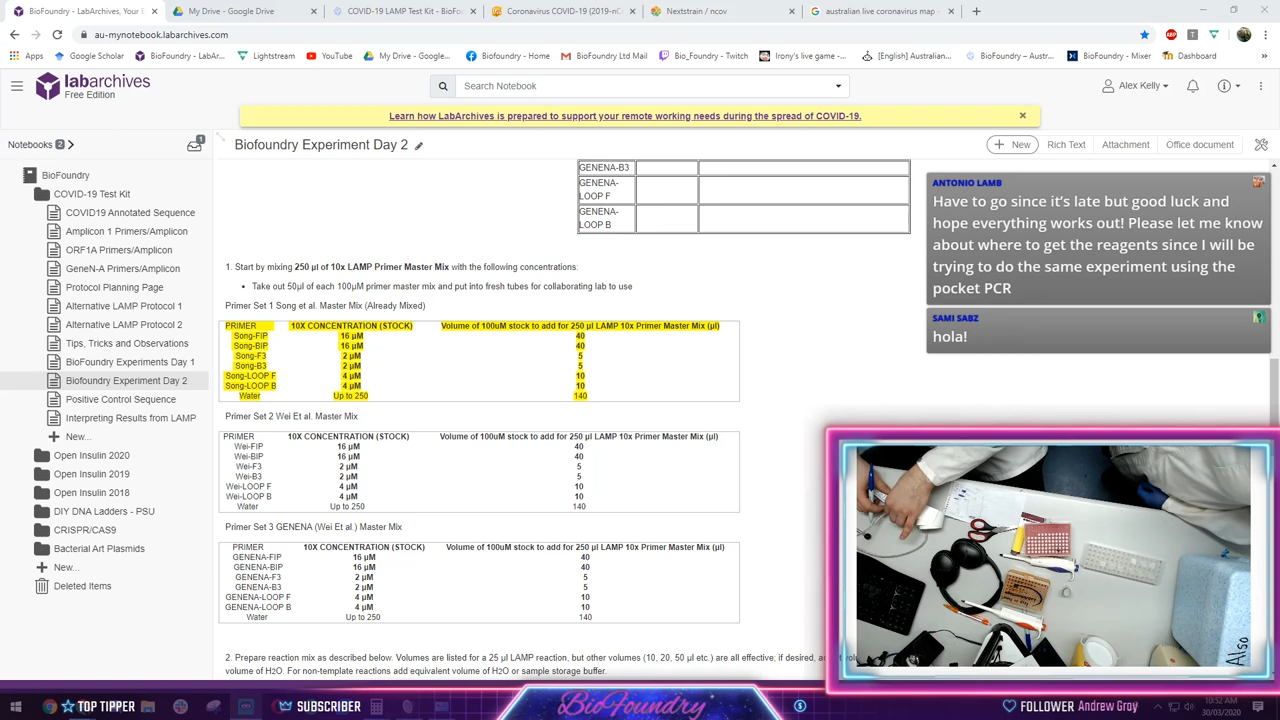 BioFoundry - LabArchives, Your
My Drive - Google Drive
COVID-19 LAMP Test Kit - BioFo
Coronavirus COVID-19 (2019-nC
Nextstrain / ncov
australian live coronavirus map -
au-mynotebook.labarchives.com
Apps
Google Scholar
BioFoundry - LabAr...
Lightstream
YouTube
My Drive - Google...
Biofoundry - Home
BioFoundry Ltd Mail
Bio_Foundry - Twitch
Irony's live game -...
[English] Australian...
BioFoundry – Austr...
BioFoundry - Mixer
Dashboard
labarchives
Free Edition
Search Notebook
Alex Kelly
Learn how LabArchives is prepared to support your remote working needs during the spread of COVID-19.
Notebooks 2
1
Biofoundry Experiment Day 2
New
Rich Text
Attachment
Office document
BioFoundry
COVID-19 Test Kit
COVID19 Annotated Sequence
Amplicon 1 Primers/Amplicon
ORF1A Primers/Amplicon
GeneN-A Primers/Amplicon
Protocol Planning Page
Alternative LAMP Protocol 1
Alternative LAMP Protocol 2
Tips, Tricks and Observations
BioFoundry Experiments Day 1
Biofoundry Experiment Day 2
Positive Control Sequence
Interpreting Results from LAMP
New...
Open Insulin 2020
Open Insulin 2019
Open Insulin 2018
DIY DNA Ladders - PSU
CRISPR/CAS9
Bacterial Art Plasmids
New...
Deleted Items
GENENA-B3
GENENA-
LOOP F
GENENA-
LOOP B
1. Start by mixing 250 µl of 10x LAMP Primer Master Mix with the following concentrations:
• Take out 50µl of each 100µM primer master mix and put into fresh tubes for collaborating lab to use
Primer Set 1 Song et al. Master Mix (Already Mixed)
PRIMER 10X CONCENTRATION (STOCK) Volume of 100uM stock to add for 250 µl LAMP 10x Primer Master Mix (µl)
Song-FIP 16 µM 40
Song-BIP 16 µM 40
Song-F3 2 µM 5
Song-B3 2 µM 5
Song-LOOP F 4 µM 10
Song-LOOP B 4 µM 10
Water Up to 250 140
Primer Set 2 Wei Et al. Master Mix
PRIMER 10X CONCENTRATION (STOCK) Volume of 100uM stock to add for 250 µl LAMP 10x Primer Master Mix (µl)
Wei-FIP 16 µM 40
Wei-BIP 16 µM 40
Wei-F3 2 µM 5
Wei-B3 2 µM 5
Wei-LOOP F 4 µM 10
Wei-LOOP B 4 µM 10
Water Up to 250 140
Primer Set 3 GENENA (Wei Et al.) Master Mix
PRIMER 10X CONCENTRATION (STOCK) Volume of 100uM stock to add for 250 µl LAMP 10x Primer Master Mix (µl)
GENENA-FIP 16 µM 40
GENENA-BIP 16 µM 40
GENENA-F3 2 µM 5
GENENA-B3 2 µM 5
GENENA-LOOP F 4 µM 10
GENENA-LOOP B 4 µM 10
Water Up to 250 140
2. Prepare reaction mix as described below. Volumes are listed for a 25 µl LAMP reaction, but other volumes (10, 20, 50 µl etc.) are all effective; if desired,
volume of H2O. For non-template reactions add equivalent volume of H2O or sample storage buffer.
ANTONIO LAMB
Have to go since it's late but good luck and
hope everything works out! Please let me know
about where to get the reagents since I will be
trying to do the same experiment using the
pocket PCR
SAMI SABZ
hola!
Also
TOP TIPPER
SUBSCRIBER
BioFoundry
FOLLOWER Andrew Gray
10:52 AM
30/03/2020